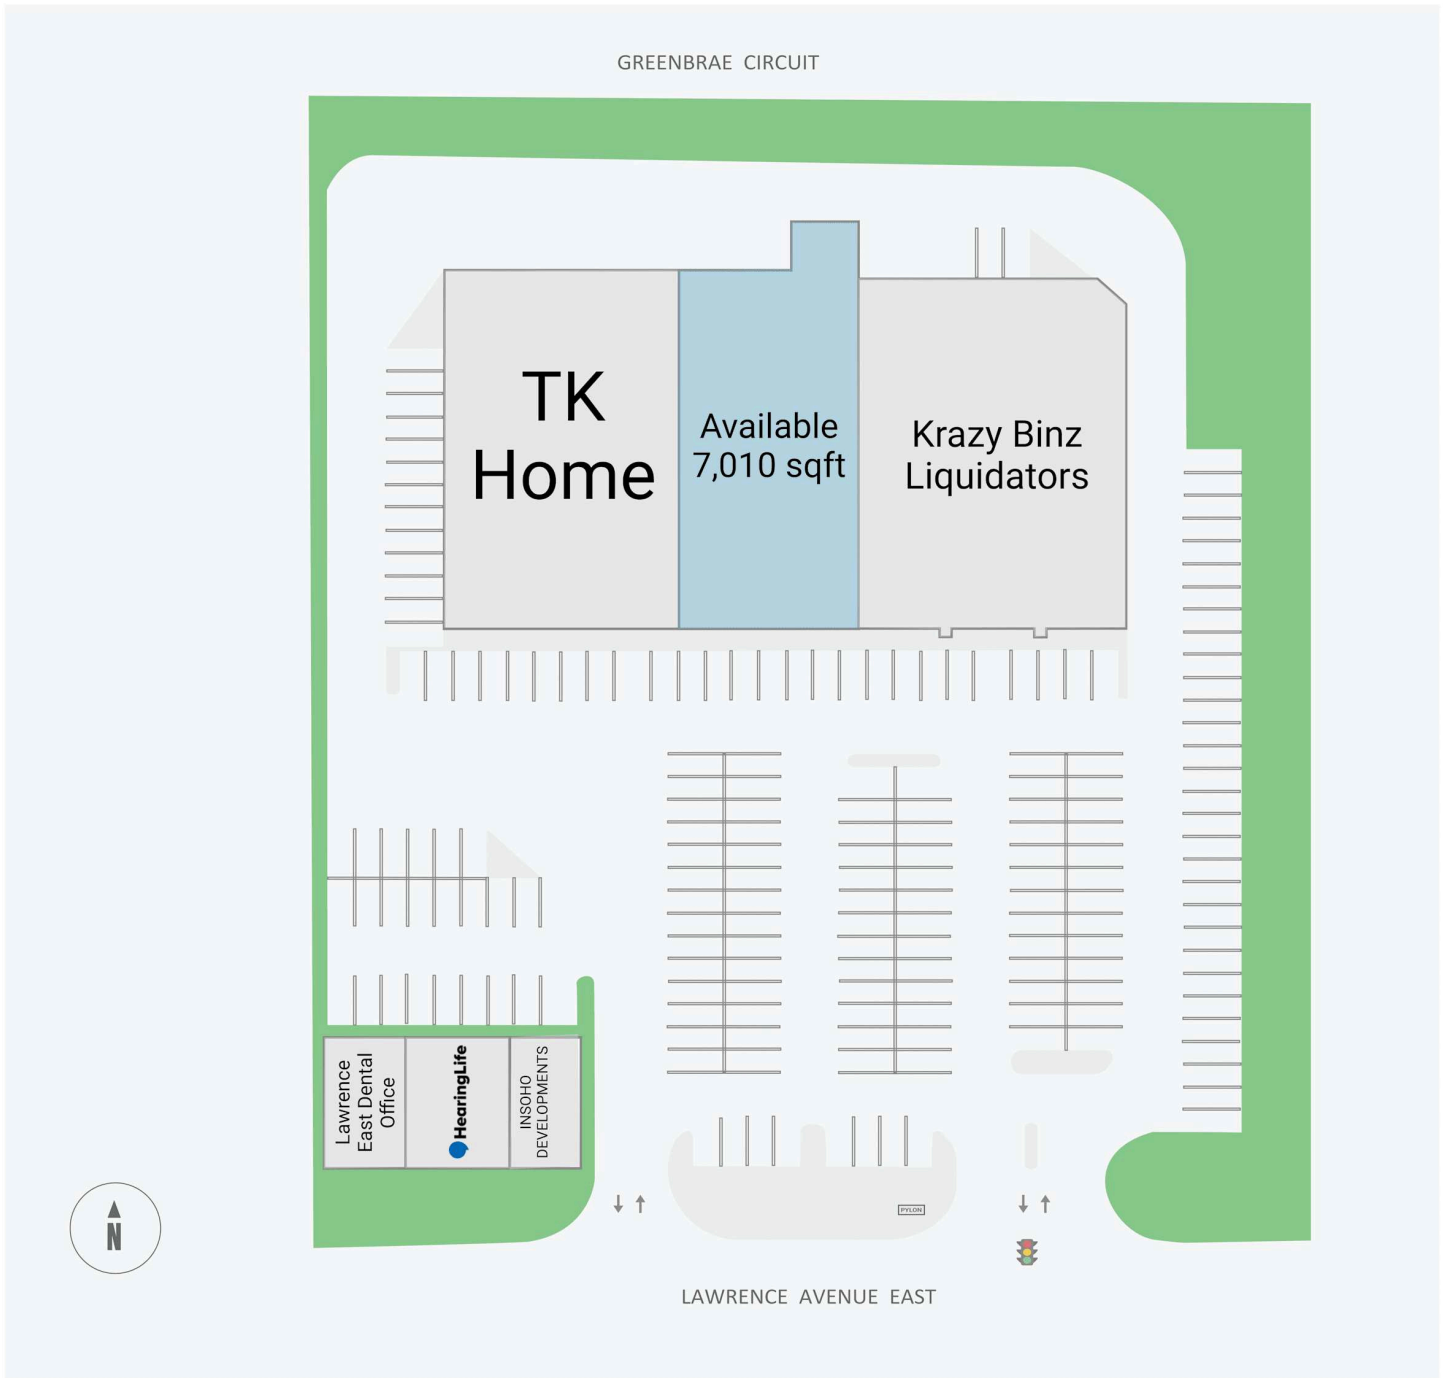 GREENBRAE CIRCUIT
TK
Home
Available
7,010 sqft
Krazy Binz
Liquidators
Lawrence
East Dental
Office
HearingLife
INSOHO
DEVELOPMENTS
PYLON
N
LAWRENCE AVENUE EAST